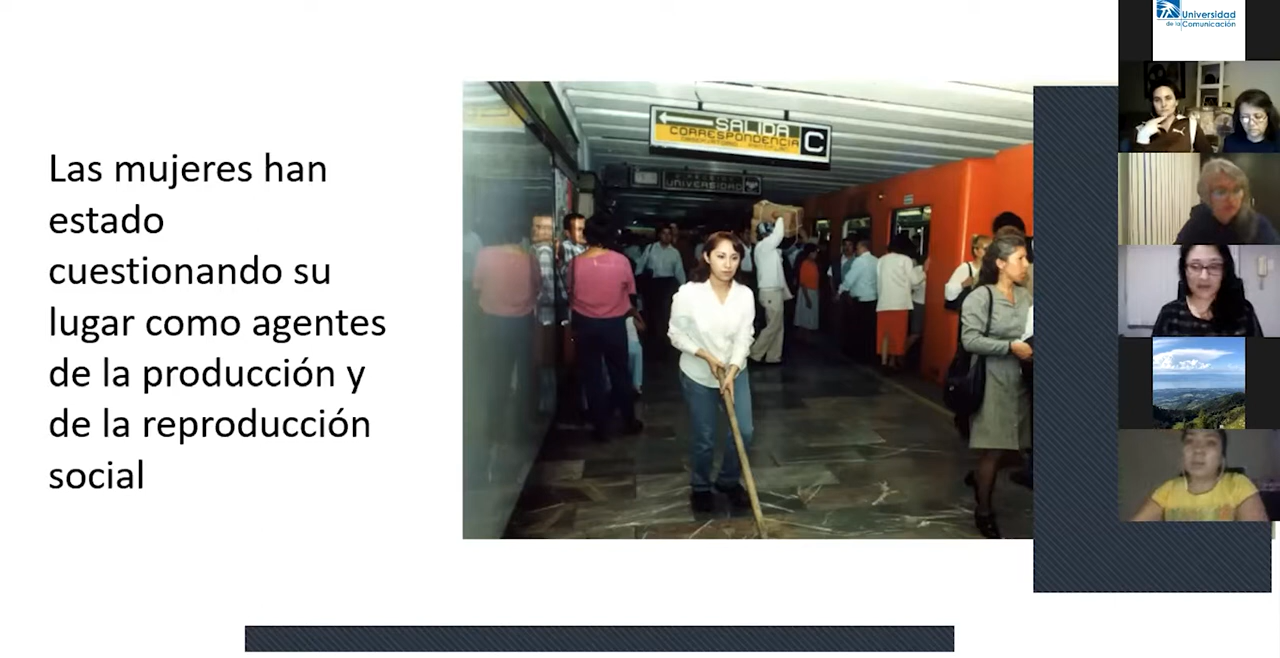 Las mujeres han
estado
cuestionando su
lugar como agentes
de la producción y
de la reproducción
social
SALIDA
CORRESPONDENCIA
C
UNIVERSIDAD
Universidad
de la Comunicación